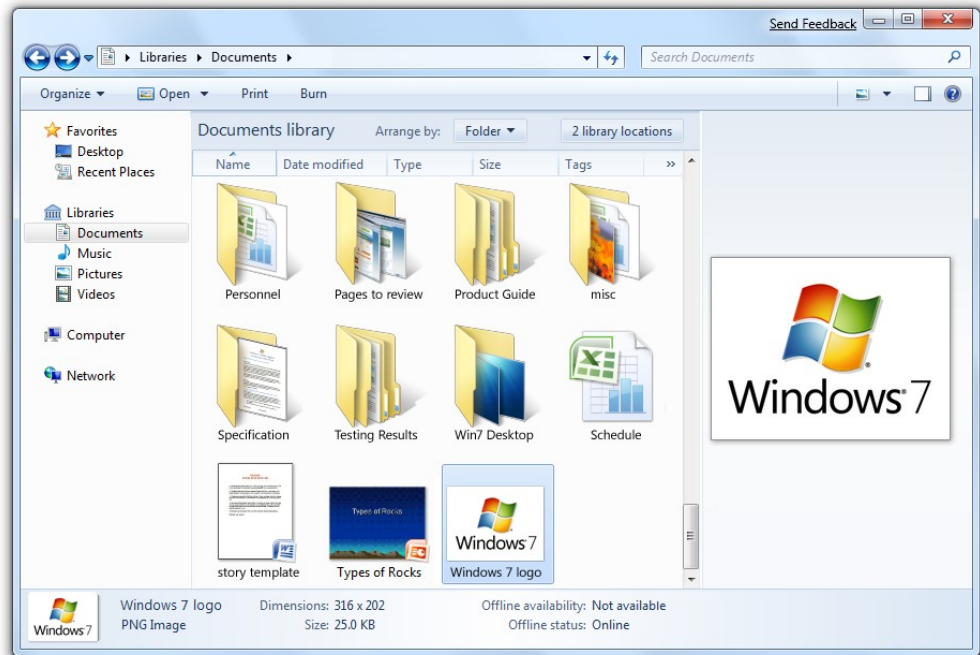 Send Feedback
Libraries Documents
Search Documents
Organize Open Print Burn
Favorites
Desktop
Recent Places
Libraries
Documents
Music
Pictures
Videos
Computer
Network
Documents library Arrange by: Folder 2 library locations
Name Date modified Type Size Tags »
Personnel Pages to review Product Guide misc
Specification Testing Results Win7 Desktop Schedule
Types of Rocks
Windows 7
story template Types of Rocks Windows 7 logo
Windows 7
Windows 7
Windows 7 logo Dimensions: 316 x 202 Offline availability: Not available
PNG Image Size: 25.0 KB Offline status: Online